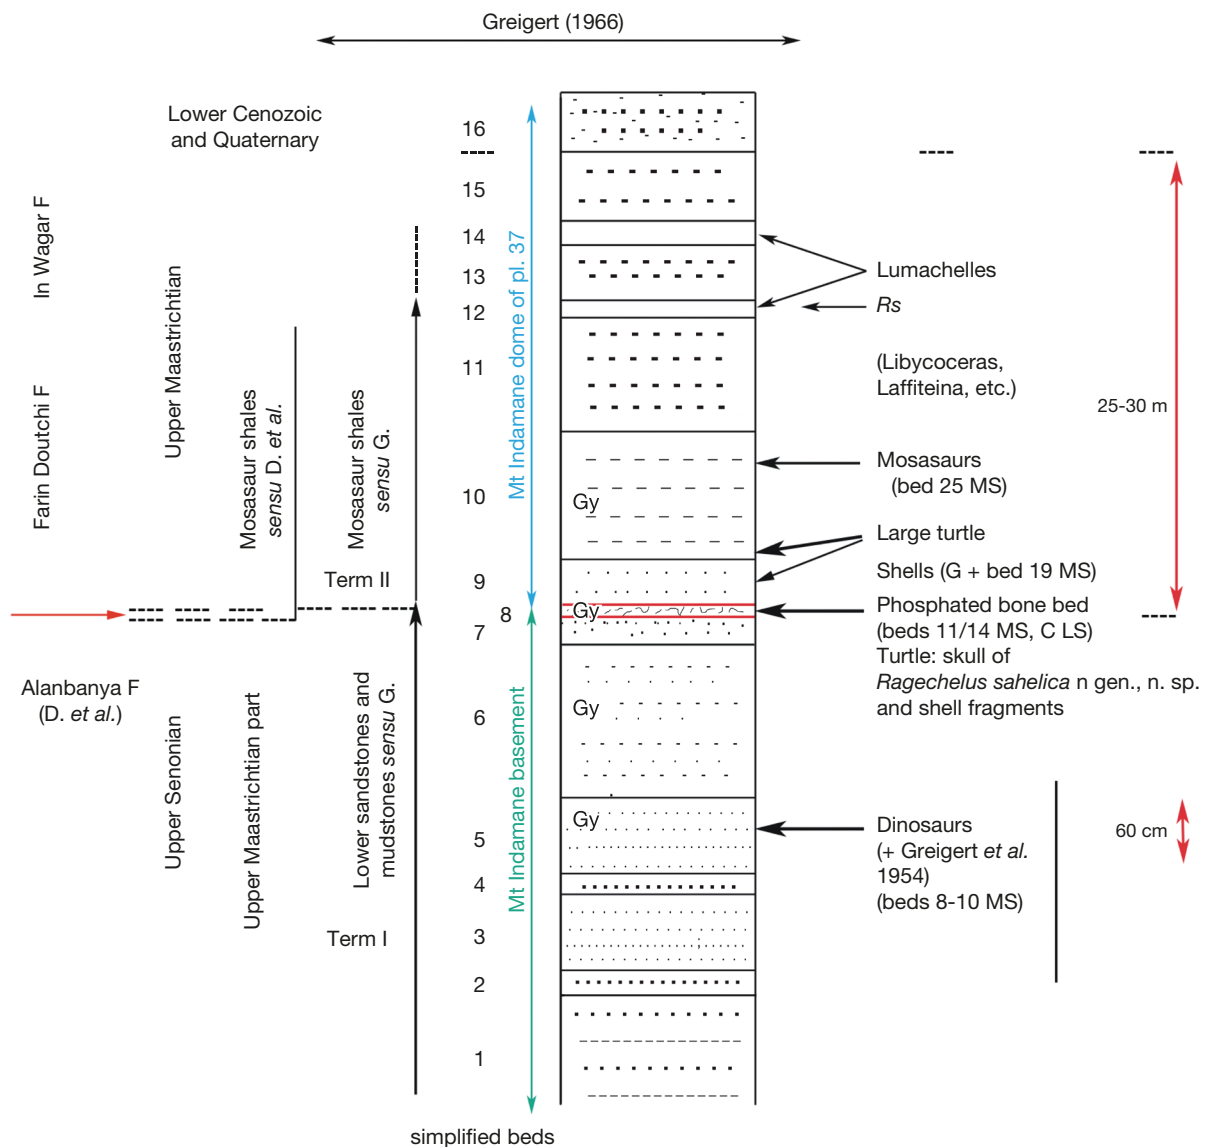 Greigert (1966)
Lower Cenozoic
and Quaternary
In Wagar F
Farin Doutchi F
Alanbanya F
(D. et al.)
Upper Maastrichtian
Upper Senonian
Mosasaur shales
sensu D. et al.
Upper Maastrichtian part
Mosasaur shales
sensu G.
Term II
Lower sandstones and
mudstones sensu G.
Term I
16
15
14
13
12
11
10
9
8
7
6
5
4
3
2
1
simplified beds
Mt Indamane dome of pl. 37
Mt Indamane basement
Gy
Gy
Gy
Gy
Lumachelles
Rs
(Libycoceras,
Laffiteina, etc.)
Mosasaurs
(bed 25 MS)
Large turtle
Shells (G + bed 19 MS)
Phosphated bone bed
(beds 11/14 MS, C LS)
Turtle: skull of
Ragechelus sahelica n gen., n. sp.
and shell fragments
Dinosaurs
(+ Greigert et al.
1954)
(beds 8-10 MS)
25-30 m
60 cm